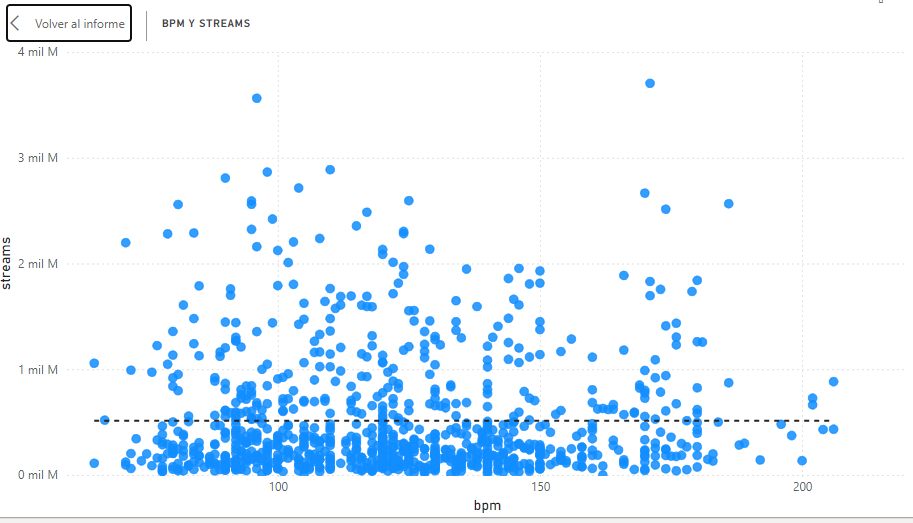 Volver al informe
BPM Y STREAMS
4 mil M
3 mil M
2 mil M
1 mil M
0 mil M
streams
100
150
200
bpm